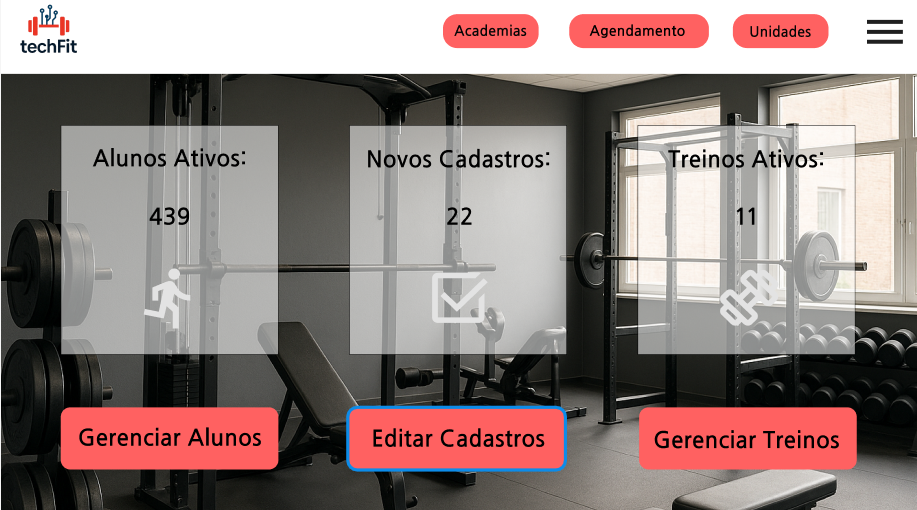 techFit
Academias
Agendamento
Unidades
Alunos Ativos:
439
Novos Cadastros:
22
Treinos Ativos:
11
Gerenciar Alunos
Editar Cadastros
Gerenciar Treinos